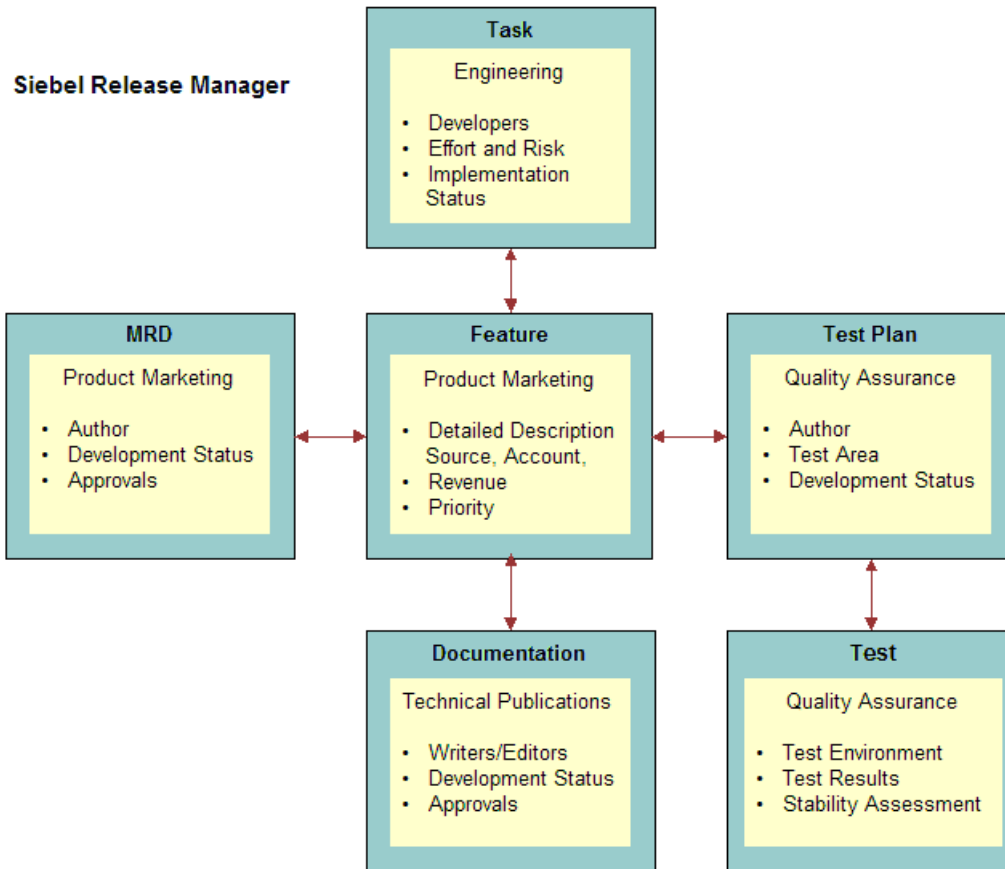 Siebel Release Manager
Task
Engineering
• Developers
• Effort and Risk
• Implementation
Status
MRD
Product Marketing
• Author
• Development Status
• Approvals
Feature
Product Marketing
• Detailed Description
Source, Account,
• Revenue
• Priority
Test Plan
Quality Assurance
• Author
• Test Area
• Development Status
Documentation
Technical Publications
• Writers/Editors
• Development Status
• Approvals
Test
Quality Assurance
• Test Environment
• Test Results
• Stability Assessment